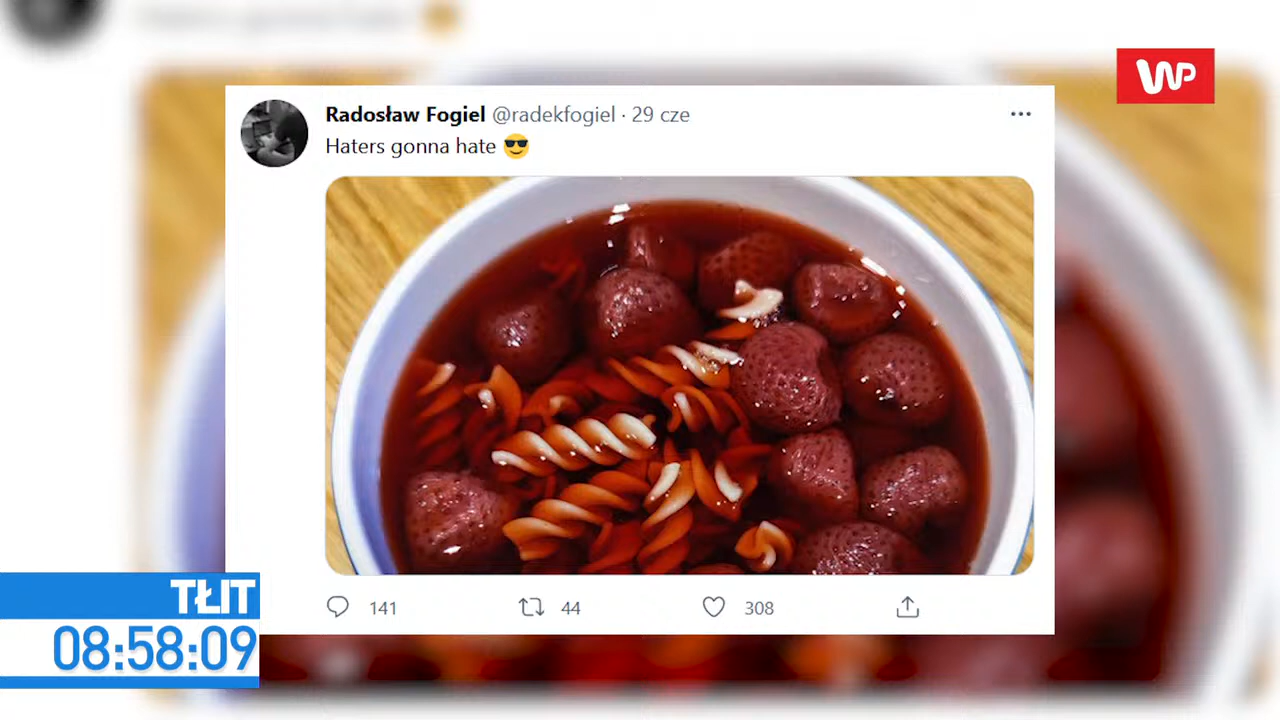 WP
Radosław Fogiel @radekfogiel · 29 cze
Haters gonna hate 😎
141
44
308
TŁIT
08:58:09